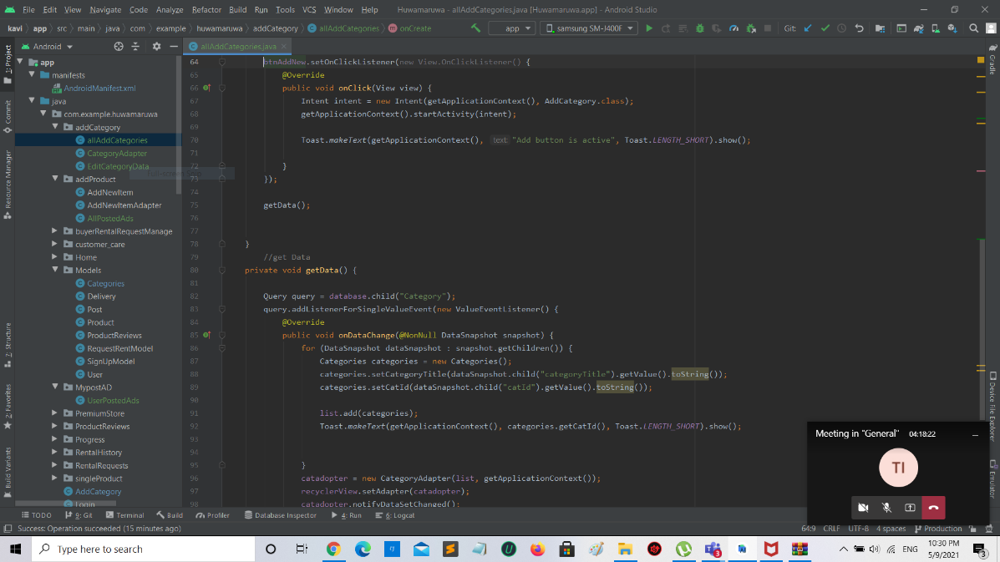 File Edit View Navigate Code Analyze Refactor Build Run Tools VCS Window Help Huwamaruwa - allAddCategories.java [Huwamaruwa.app] - Android Studio
kavi app src main java com example huwamaruwa addCategory allAddCategories onCreate app samsung SM-J400F Git:
Android
allAddCategories.java
app
manifests
AndroidManifest.xml
java
com.example.huwamaruwa
addCategory
allAddCategories
CategoryAdapter
EditCategoryData
addProduct
AddNewItem
AddNewItemAdapter
AllPostedAds
buyerRentalRequestManage
customer_care
Home
Models
Categories
Delivery
Post
Product
ProductReviews
RequestRentModel
SignUpModel
User
MypostAD
UserPostedAds
PremiumStore
ProductReviews
Progress
RentalHistory
RentalRequests
singleProduct
AddCategory
Login
1: Project
Commit
Resource Manager
7: Structure
2: Favorites
Build Variants
64 btnAddNew.setOnClickListener(new View.OnClickListener() {
65 @Override
66 public void onClick(View view) {
67 Intent intent = new Intent(getApplicationContext(), AddCategory.class);
68 getApplicationContext().startActivity(intent);
69
70 Toast.makeText(getApplicationContext(), text: "Add button is active", Toast.LENGTH_SHORT).show();
71
72 }
73 });
74
75 getData();
76
77
78 }
79 //get Data
80 private void getData() {
81
82 Query query = database.child("Category");
83 query.addListenerForSingleValueEvent(new ValueEventListener() {
84 @Override
85 public void onDataChange(@NonNull DataSnapshot snapshot) {
86 for (DataSnapshot dataSnapshot : snapshot.getChildren()) {
87 Categories categories = new Categories();
88 categories.setCategoryTitle(dataSnapshot.child("categoryTitle").getValue().toString());
89 categories.setCatId(dataSnapshot.child("catId").getValue().toString());
90
91 list.add(categories);
92 Toast.makeText(getApplicationContext(), categories.getCatId(), Toast.LENGTH_SHORT).show();
93
94
95 }
96 catadopter = new CategoryAdapter(list, getApplicationContext());
97 recyclerView.setAdapter(catadopter);
98 catadopter.notifyDataSetChanged();
Gradle
Device File Explorer
Emulator
Meeting in "General" 04:18:22
TI
TODO 9: Git Terminal Build Profiler Database Inspector 4: Run 6: Logcat
Success: Operation succeeded (15 minutes ago) 64:9 CRLF UTF-8 4 spaces Production
Type here to search
3
ENG
10:30 PM
5/9/2021
3